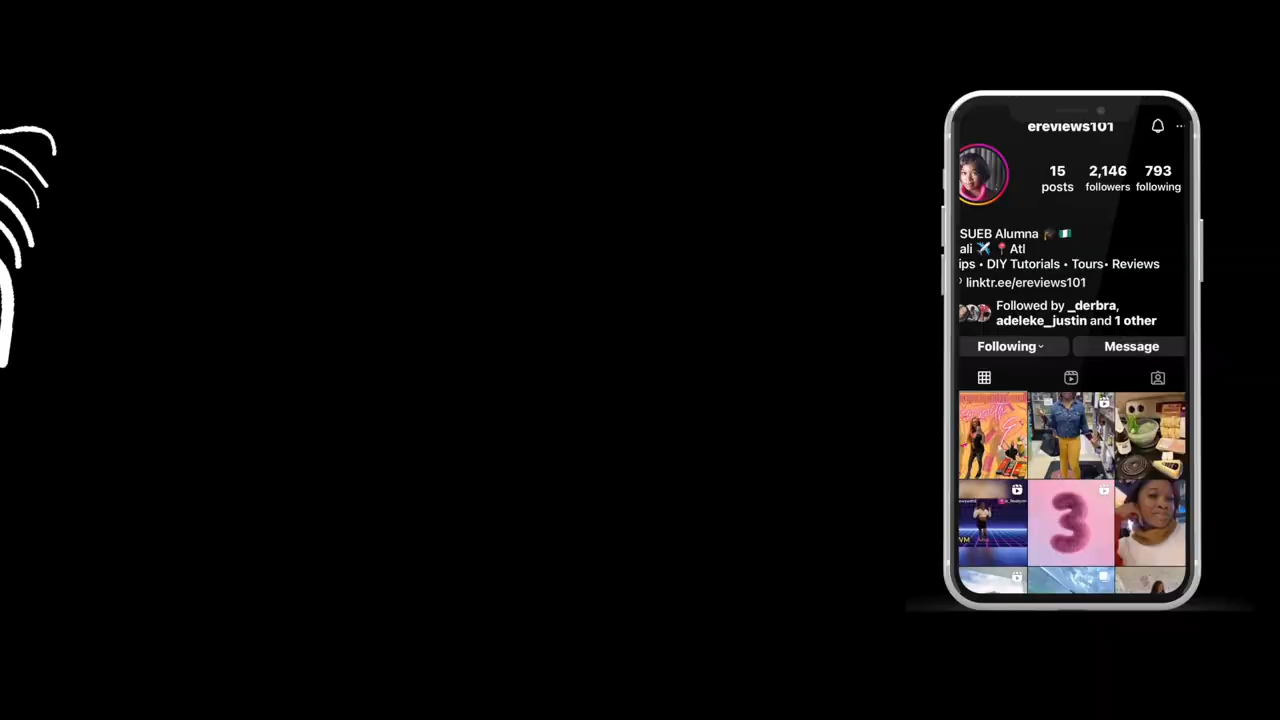 ereviews101
15 2,146 793
posts followers following
SUEB Alumna 🎓🇳🇬
ali ✈️ 📍Atl
ips • DIY Tutorials • Tours• Reviews
linktr.ee/ereviews101
Followed by _derbra,
adeleke_justin and 1 other
Following Message
3